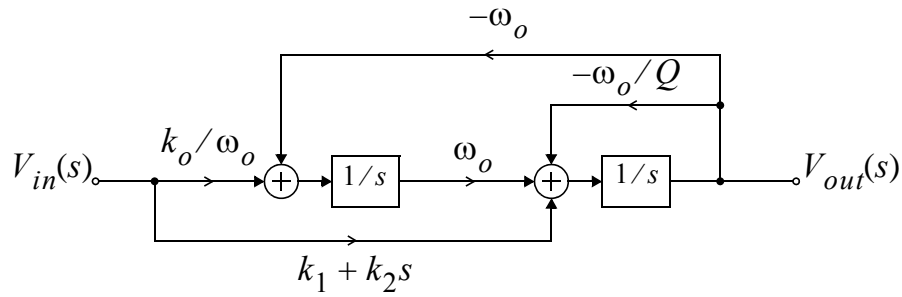 –ω_o
–ω_o/Q
k_o/ω_o
ω_o
V_in(s)
+
1/s
+
1/s
V_out(s)
k_1 + k_2s